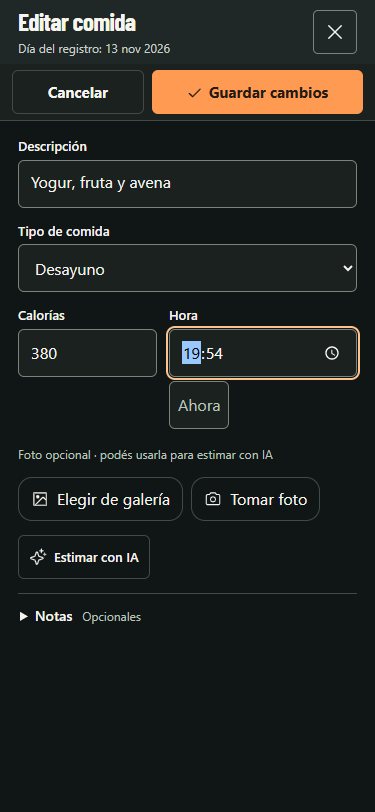 Editar comida
Día del registro: 13 nov 2026
Cancelar
Guardar cambios
Descripción
Yogur, fruta y avena
Tipo de comida
Desayuno
Calorías
Hora
380
19:54
Ahora
Foto opcional · podés usarla para estimar con IA
Elegir de galería
Tomar foto
Estimar con IA
Notas Opcionales